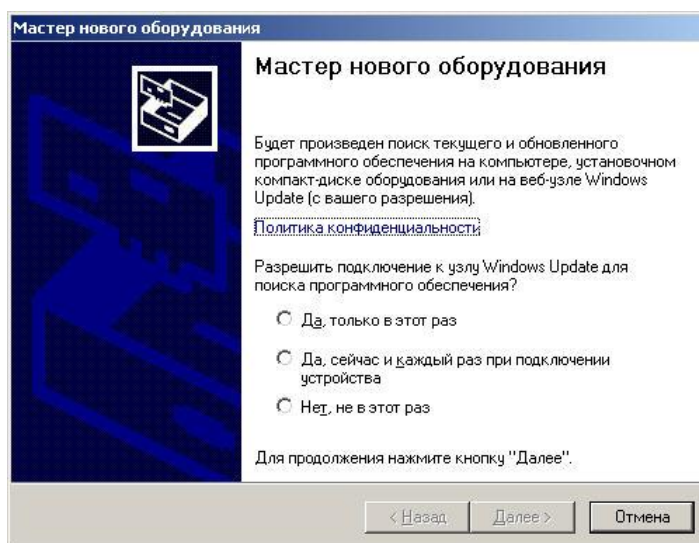 Мастер нового оборудования
Мастер нового оборудования
Будет произведен поиск текущего и обновленного
программного обеспечения на компьютере, установочном
компакт-диске оборудования или на веб-узле Windows
Update (с вашего разрешения).
Политика конфиденциальности
Разрешить подключение к узлу Windows Update для
поиска программного обеспечения?
Да, только в этот раз
Да, сейчас и каждый раз при подключении
устройства
Нет, не в этот раз
Для продолжения нажмите кнопку "Далее".
< Назад Далее > Отмена